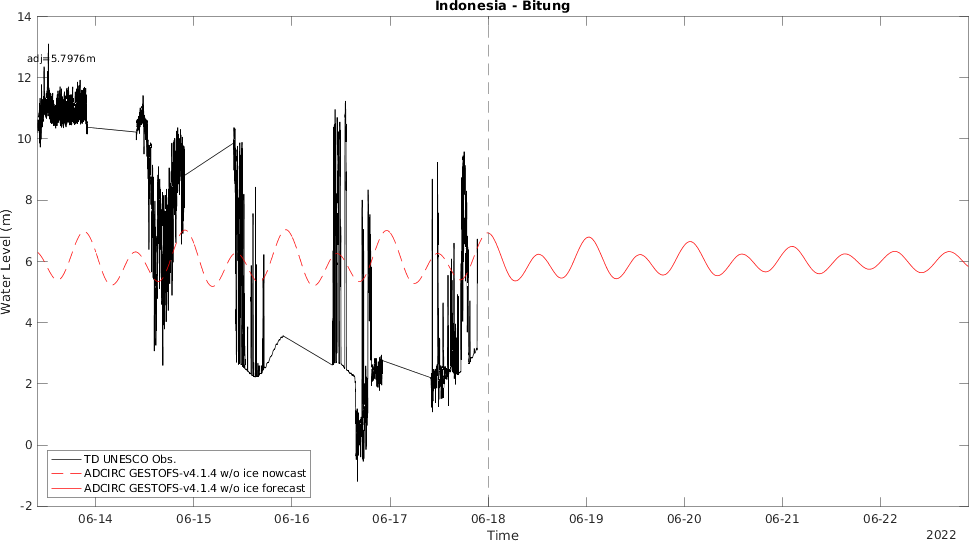 Indonesia - Bitung
adj=5.7976m
Water Level (m)
14
12
10
8
6
4
2
0
-2
TD UNESCO Obs.
ADCIRC GESTOFS-v4.1.4 w/o ice nowcast
ADCIRC GESTOFS-v4.1.4 w/o ice forecast
06-14 06-15 06-16 06-17 06-18 06-19 06-20 06-21 06-22
Time
2022